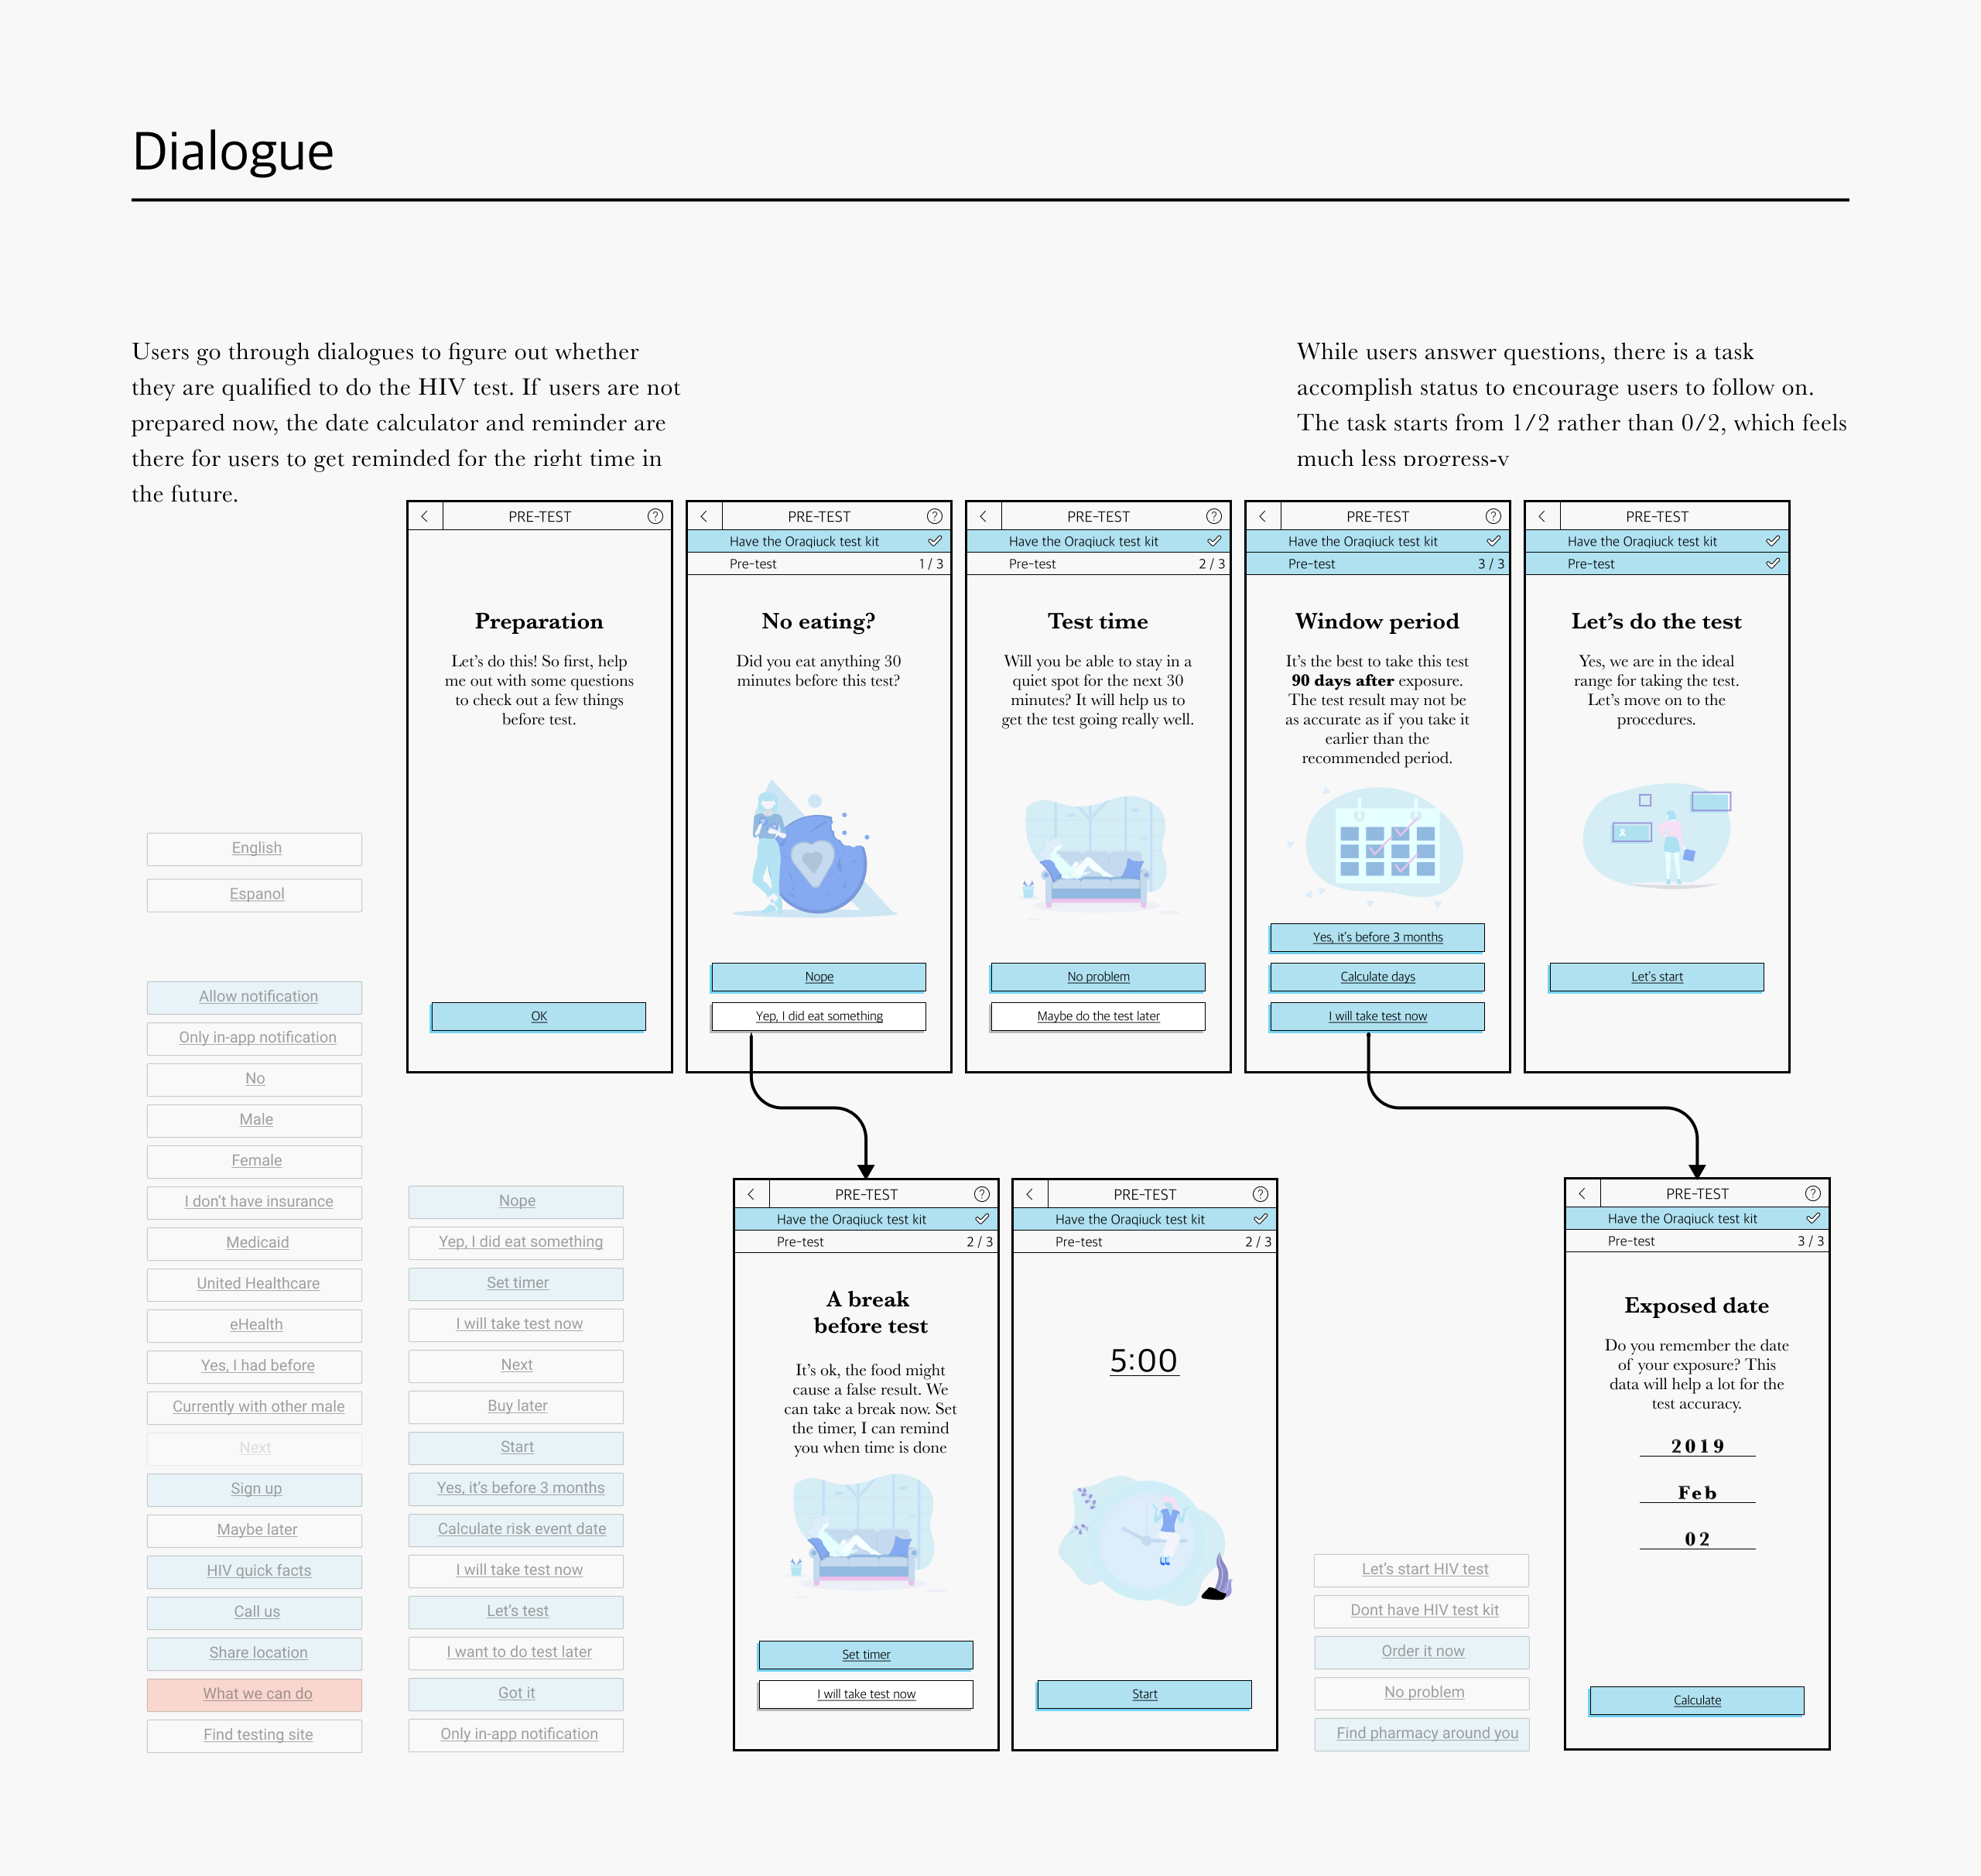 Dialogue
Users go through dialogues to figure out whether
they are qualified to do the HIV test. If users are not
prepared now, the date calculator and reminder are
there for users to get reminded for the right time in
the future.
While users answer questions, there is a task
accomplish status to encourage users to follow on.
The task starts from 1/2 rather than 0/2, which feels
much less progress-y
PRE-TEST
Preparation
Let's do this! So first, help
me out with some questions
to check out a few things
before test.
OK
PRE-TEST
Have the Oraqiuck test kit
Pre-test 1 / 3
No eating?
Did you eat anything 30
minutes before this test?
Nope
Yep, I did eat something
PRE-TEST
Have the Oraqiuck test kit
Pre-test 2 / 3
Test time
Will you be able to stay in a
quiet spot for the next 30
minutes? It will help us to
get the test going really well.
No problem
Maybe do the test later
PRE-TEST
Have the Oraqiuck test kit
Pre-test 3 / 3
Window period
It's the best to take this test
90 days after exposure.
The test result may not be
as accurate as if you take it
earlier than the
recommended period.
Yes, it's before 3 months
Calculate days
I will take test now
PRE-TEST
Have the Oraqiuck test kit
Pre-test
Let's do the test
Yes, we are in the ideal
range for taking the test.
Let's move on to the
procedures.
Let's start
English
Espanol
Allow notification
Only in-app notification
No
Male
Female
I don't have insurance
Medicaid
United Healthcare
eHealth
Yes, I had before
Currently with other male
Next
Sign up
Maybe later
HIV quick facts
Call us
Share location
What we can do
Find testing site
Nope
Yep, I did eat something
Set timer
I will take test now
Next
Buy later
Start
Yes, it's before 3 months
Calculate risk event date
I will take test now
Let's test
I want to do test later
Got it
Only in-app notification
PRE-TEST
Have the Oraqiuck test kit
Pre-test 2 / 3
A break
before test
It's ok, the food might
cause a false result. We
can take a break now. Set
the timer, I can remind
you when time is done
Set timer
I will take test now
PRE-TEST
Have the Oraqiuck test kit
Pre-test 2 / 3
5:00
Start
Let's start HIV test
Dont have HIV test kit
Order it now
No problem
Find pharmacy around you
PRE-TEST
Have the Oraqiuck test kit
Pre-test 3 / 3
Exposed date
Do you remember the date
of your exposure? This
data will help a lot for the
test accuracy.
2019
Feb
02
Calculate